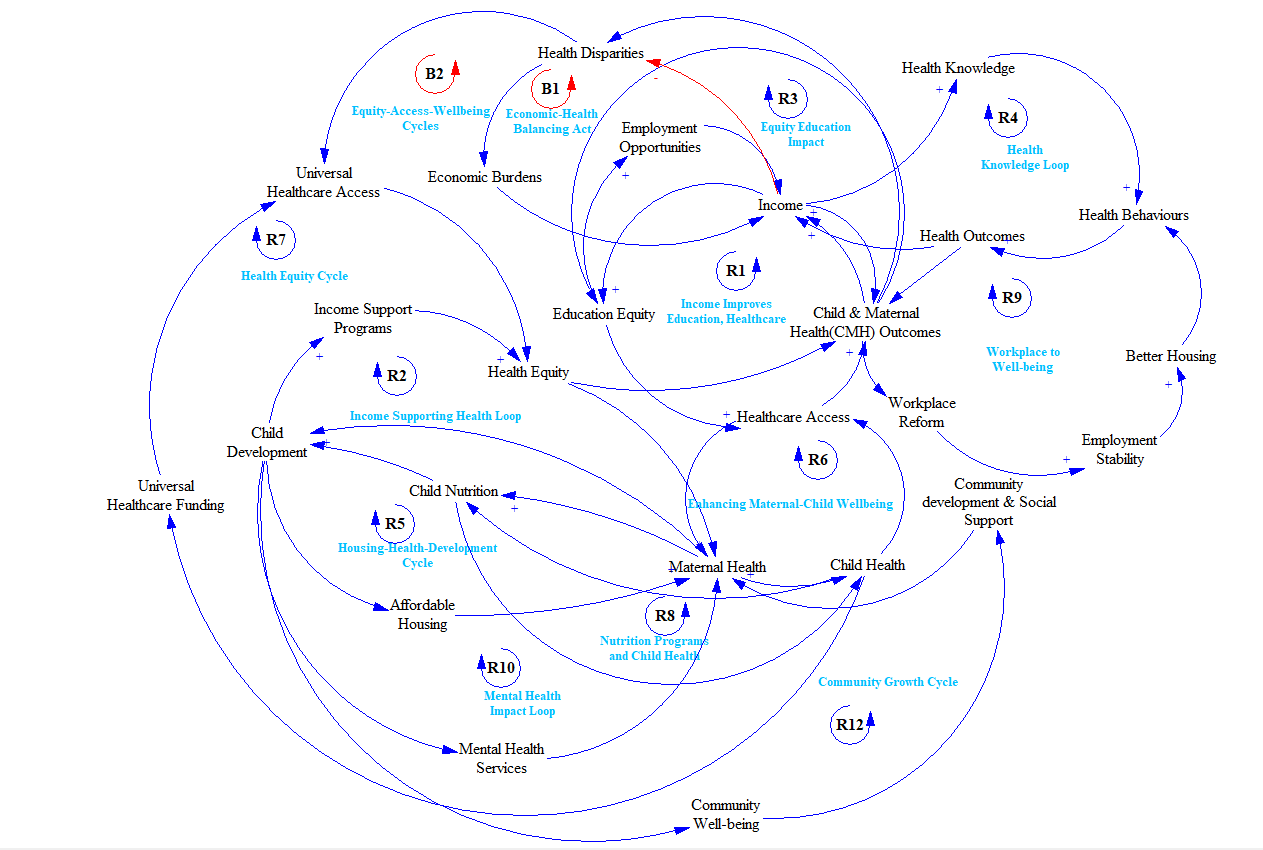 Health Disparities
B2
B1
Equity-Access-Wellbeing
Cycles
Economic-Health
Balancing Act
-
R3
Equity Education
Impact
Health Knowledge
+
R4
Health
Knowledge Loop
Employment
Opportunities
+
Universal
Healthcare Access
Economic Burdens
Income
+
+
+
Health Behaviours
Health Outcomes
R7
Health Equity Cycle
R1
Income Improves
Education, Healthcare
+
Education Equity
Child & Maternal
Health(CMH) Outcomes
+
R9
Workplace to
Well-being
Income Support
Programs
+
+
Health Equity
Better Housing
+
R2
Income Supporting Health Loop
Workplace
Reform
+
Healthcare Access
Child
Development
+
Employment
Stability
+
R6
Enhancing Maternal-Child Wellbeing
Universal
Healthcare Funding
Child Nutrition
+
Community
development & Social
Support
R5
Housing-Health-Development
Cycle
Maternal Health
+
Child Health
Affordable
Housing
R8
Nutrition Programs
and Child Health
R10
Mental Health
Impact Loop
Community Growth Cycle
R12
Mental Health
Services
Community
Well-being